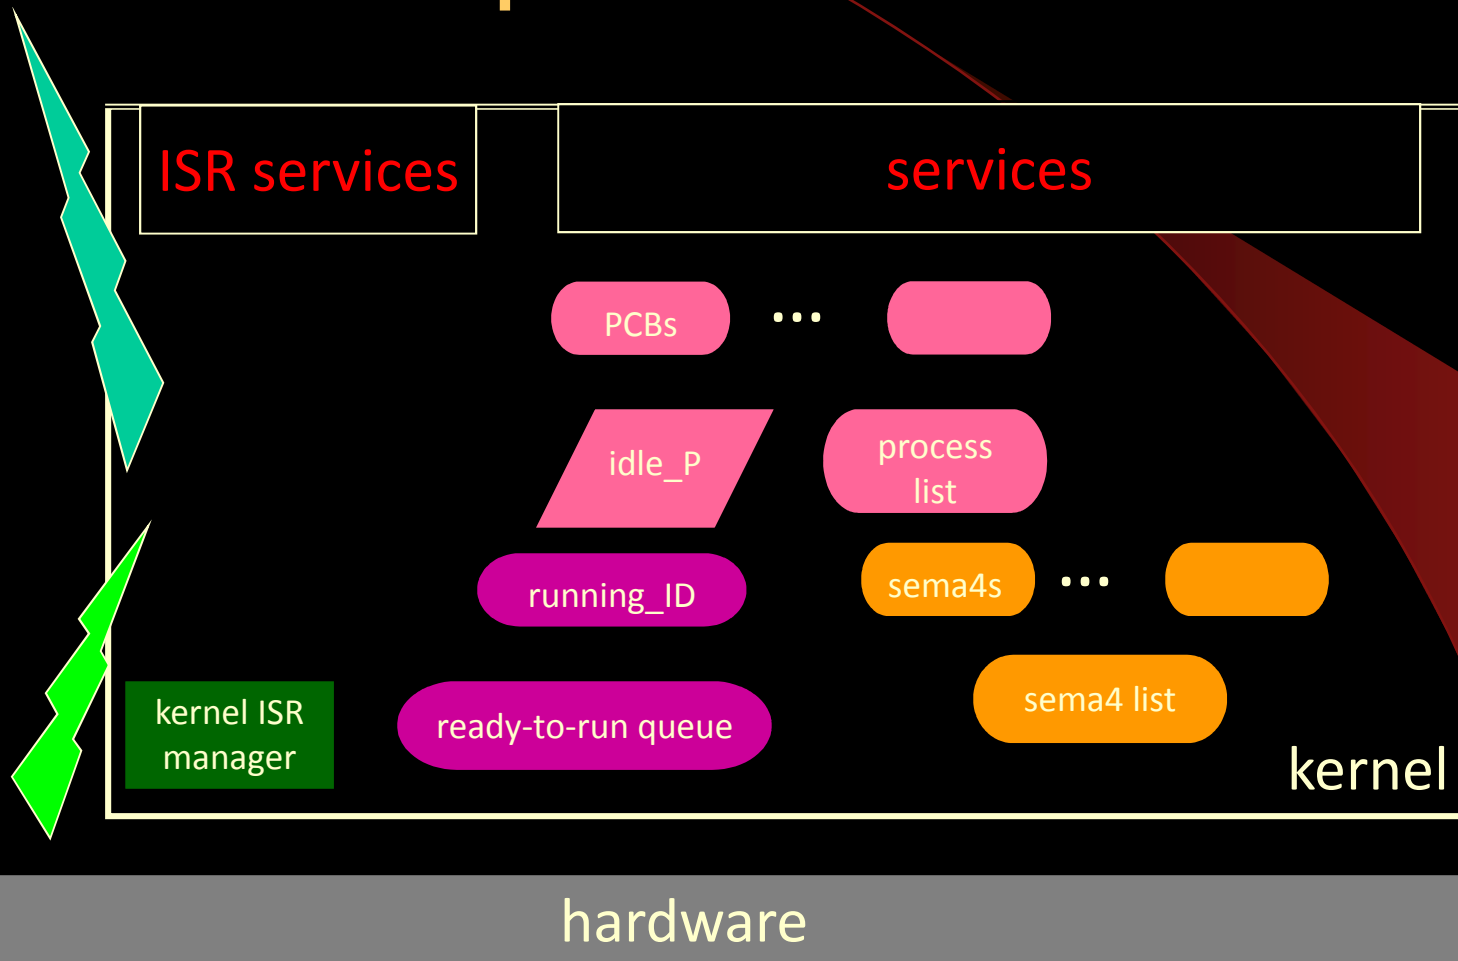 ISR services
services
PCBs
...
idle_P
process
list
running_ID
sema4s
...
kernel ISR
manager
ready-to-run queue
sema4 list
kernel
hardware